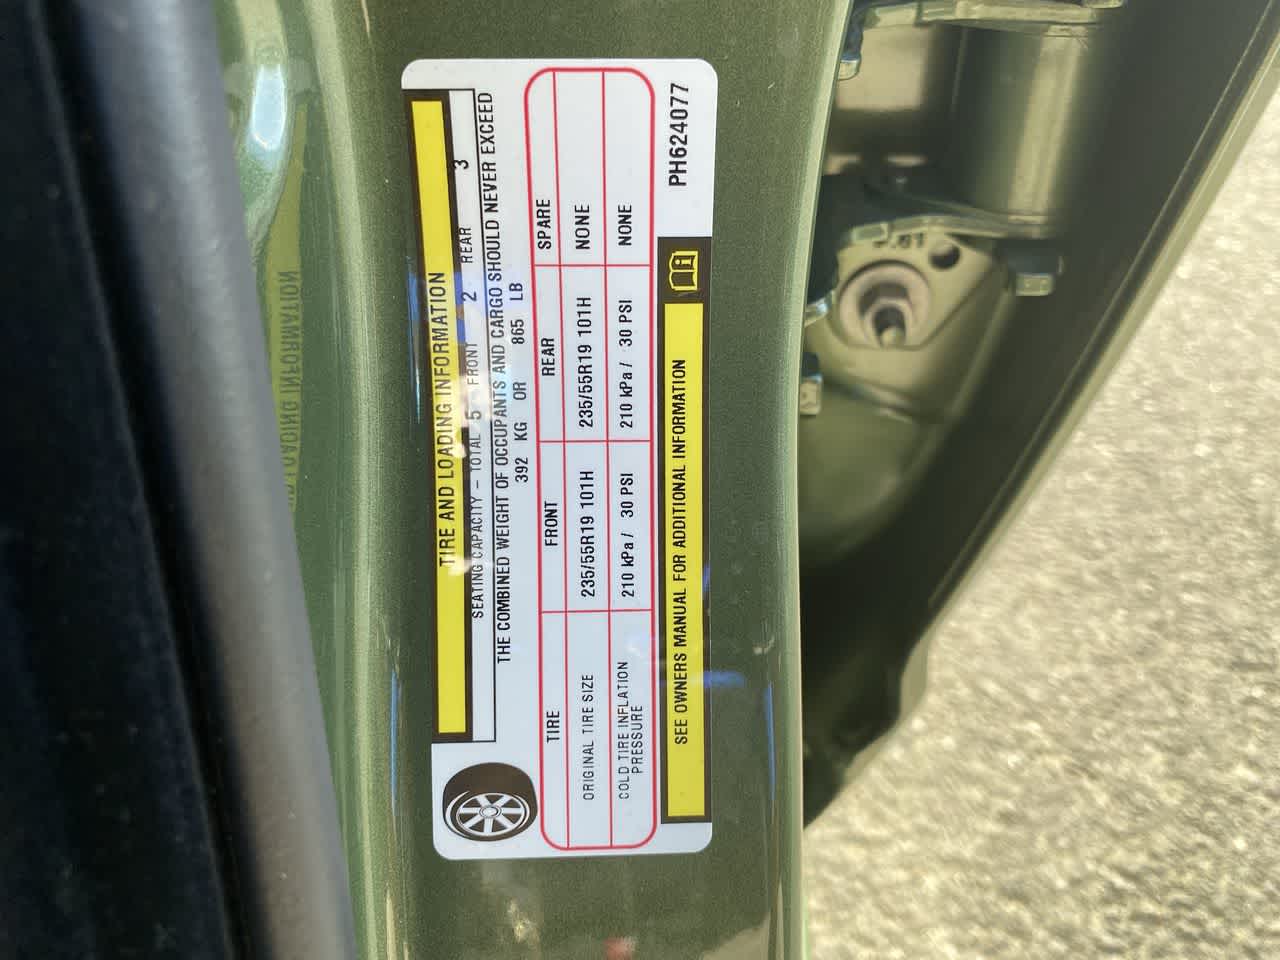 TIRE AND LOADING INFORMATION
SEATING CAPACITY – TOTAL 5 FRONT 2 REAR 3
THE COMBINED WEIGHT OF OCCUPANTS AND CARGO SHOULD NEVER EXCEED
392 KG OR 865 LB
TIRE FRONT REAR SPARE
ORIGINAL TIRE SIZE 235/55R19 101H 235/55R19 101H NONE
COLD TIRE INFLATION PRESSURE 210 kPa / 30 PSI 210 kPa / 30 PSI NONE
SEE OWNERS MANUAL FOR ADDITIONAL INFORMATION
PH624077